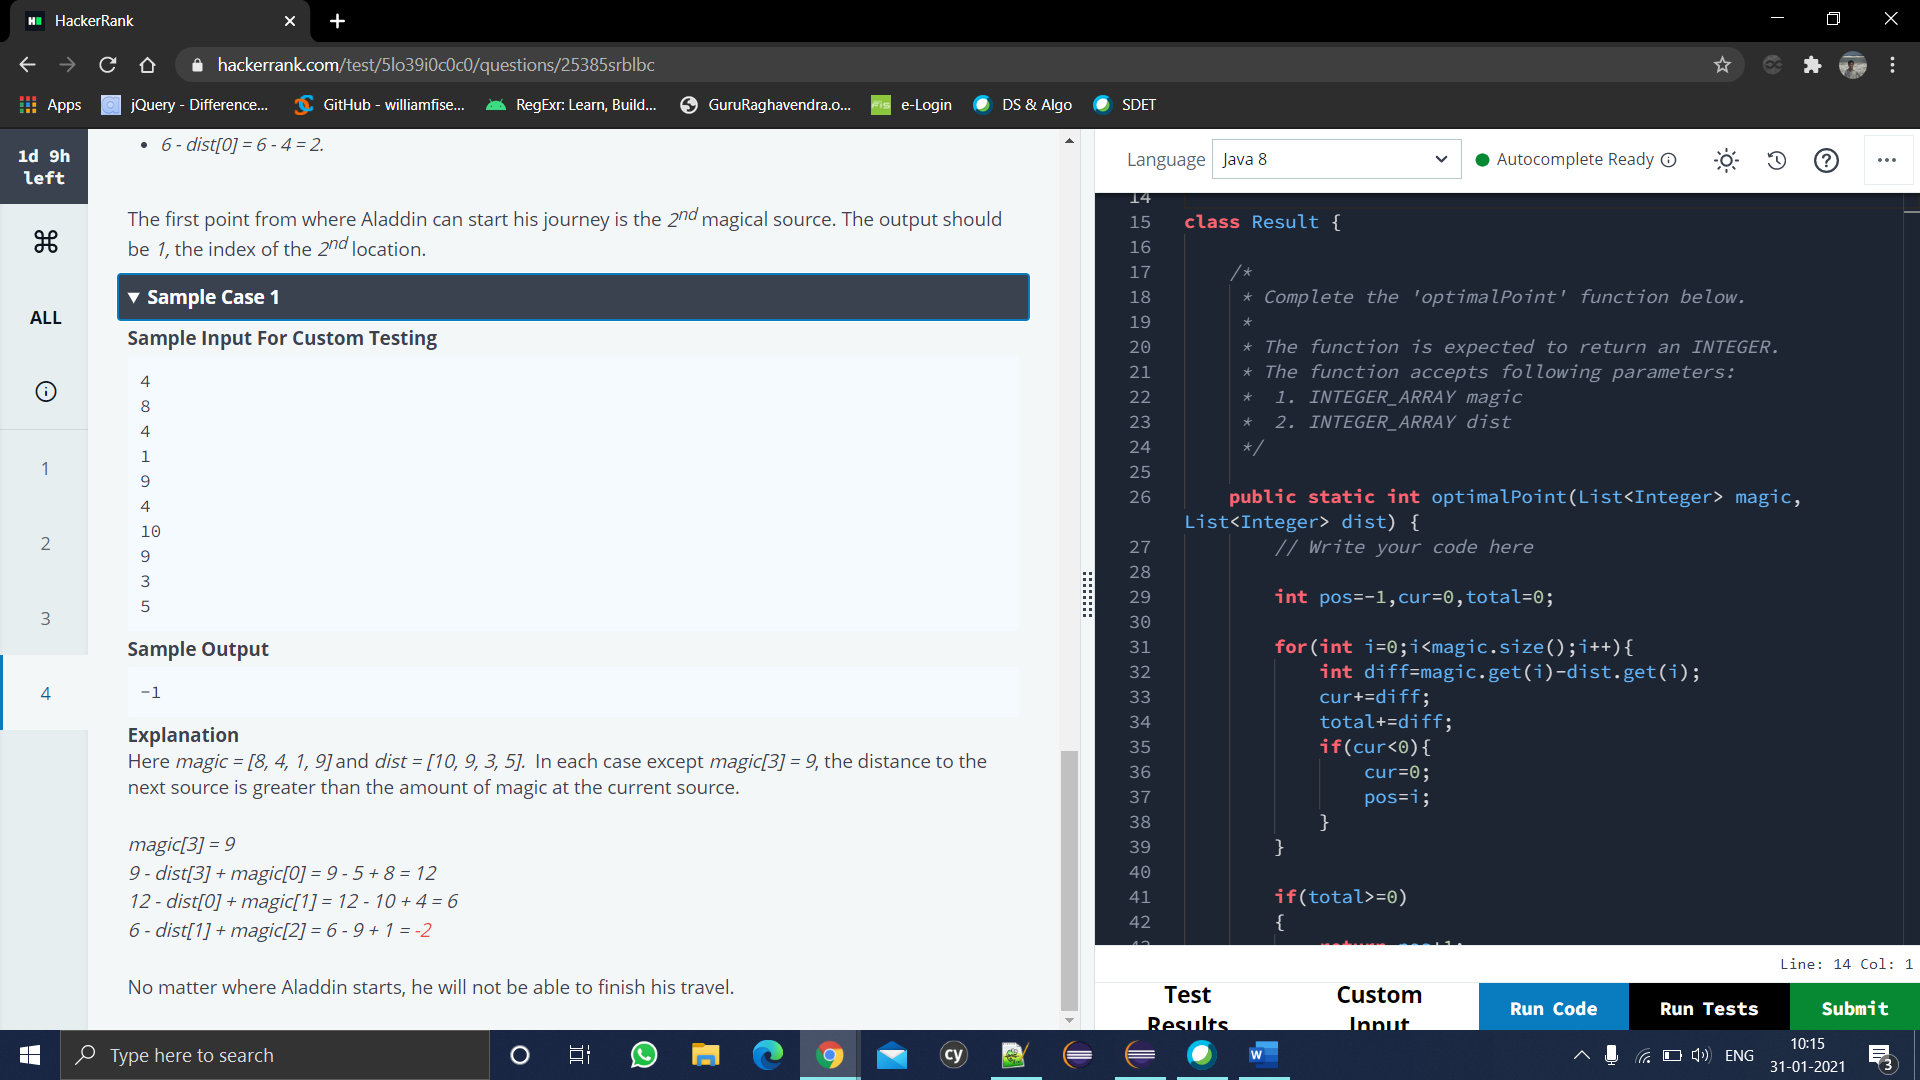 HackerRank
hackerrank.com/test/5lo39i0c0c0/questions/25385srblbc
Apps
jQuery - Difference...
GitHub - williamfise...
RegExr: Learn, Build...
GuruRaghavendra.o...
e-Login
DS & Algo
SDET
1d 9h
left
ALL
1
2
3
4
• 6 - dist[0] = 6 - 4 = 2.
The first point from where Aladdin can start his journey is the 2nd magical source. The output should
be 1, the index of the 2nd location.
▼ Sample Case 1
Sample Input For Custom Testing
4
8
4
1
9
4
10
9
3
5
Sample Output
-1
Explanation
Here magic = [8, 4, 1, 9] and dist = [10, 9, 3, 5]. In each case except magic[3] = 9, the distance to the
next source is greater than the amount of magic at the current source.
magic[3] = 9
9 - dist[3] + magic[0] = 9 - 5 + 8 = 12
12 - dist[0] + magic[1] = 12 - 10 + 4 = 6
6 - dist[1] + magic[2] = 6 - 9 + 1 = -2
No matter where Aladdin starts, he will not be able to finish his travel.
Language
Java 8
Autocomplete Ready
14
15 class Result {
16
17 /*
18 * Complete the 'optimalPoint' function below.
19 *
20 * The function is expected to return an INTEGER.
21 * The function accepts following parameters:
22 * 1. INTEGER_ARRAY magic
23 * 2. INTEGER_ARRAY dist
24 */
25
26 public static int optimalPoint(List<Integer> magic,
List<Integer> dist) {
27 // Write your code here
28
29 int pos=-1,cur=0,total=0;
30
31 for(int i=0;i<magic.size();i++){
32 int diff=magic.get(i)-dist.get(i);
33 cur+=diff;
34 total+=diff;
35 if(cur<0){
36 cur=0;
37 pos=i;
38 }
39 }
40
41 if(total>=0)
42 {
43 return pos+1;
Line: 14 Col: 1
Test
Results
Custom
Input
Run Code
Run Tests
Submit
Type here to search
cy
W
ENG
10:15
31-01-2021
3